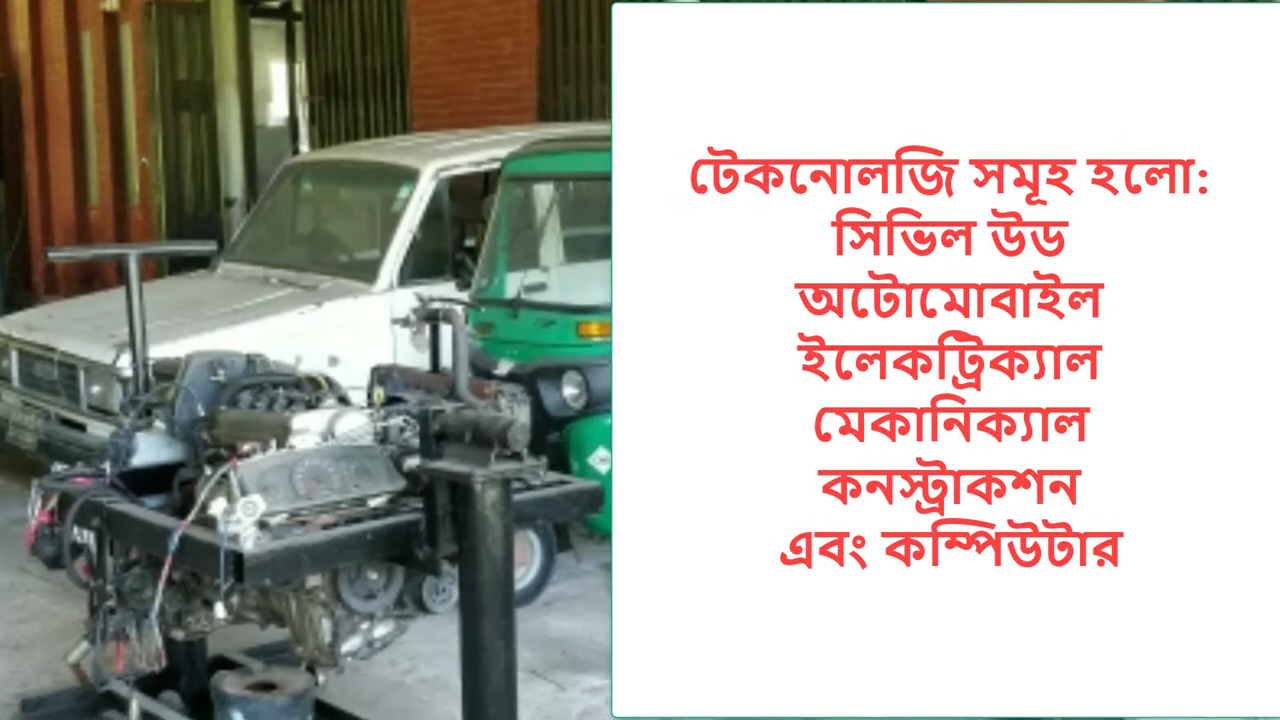 টেকনোলজি সমূহ হলো:
সিভিল উড
অটোমোবাইল
ইলেকট্রিক্যাল
মেকানিক্যাল
কনস্ট্রাকশন
এবং কম্পিউটার